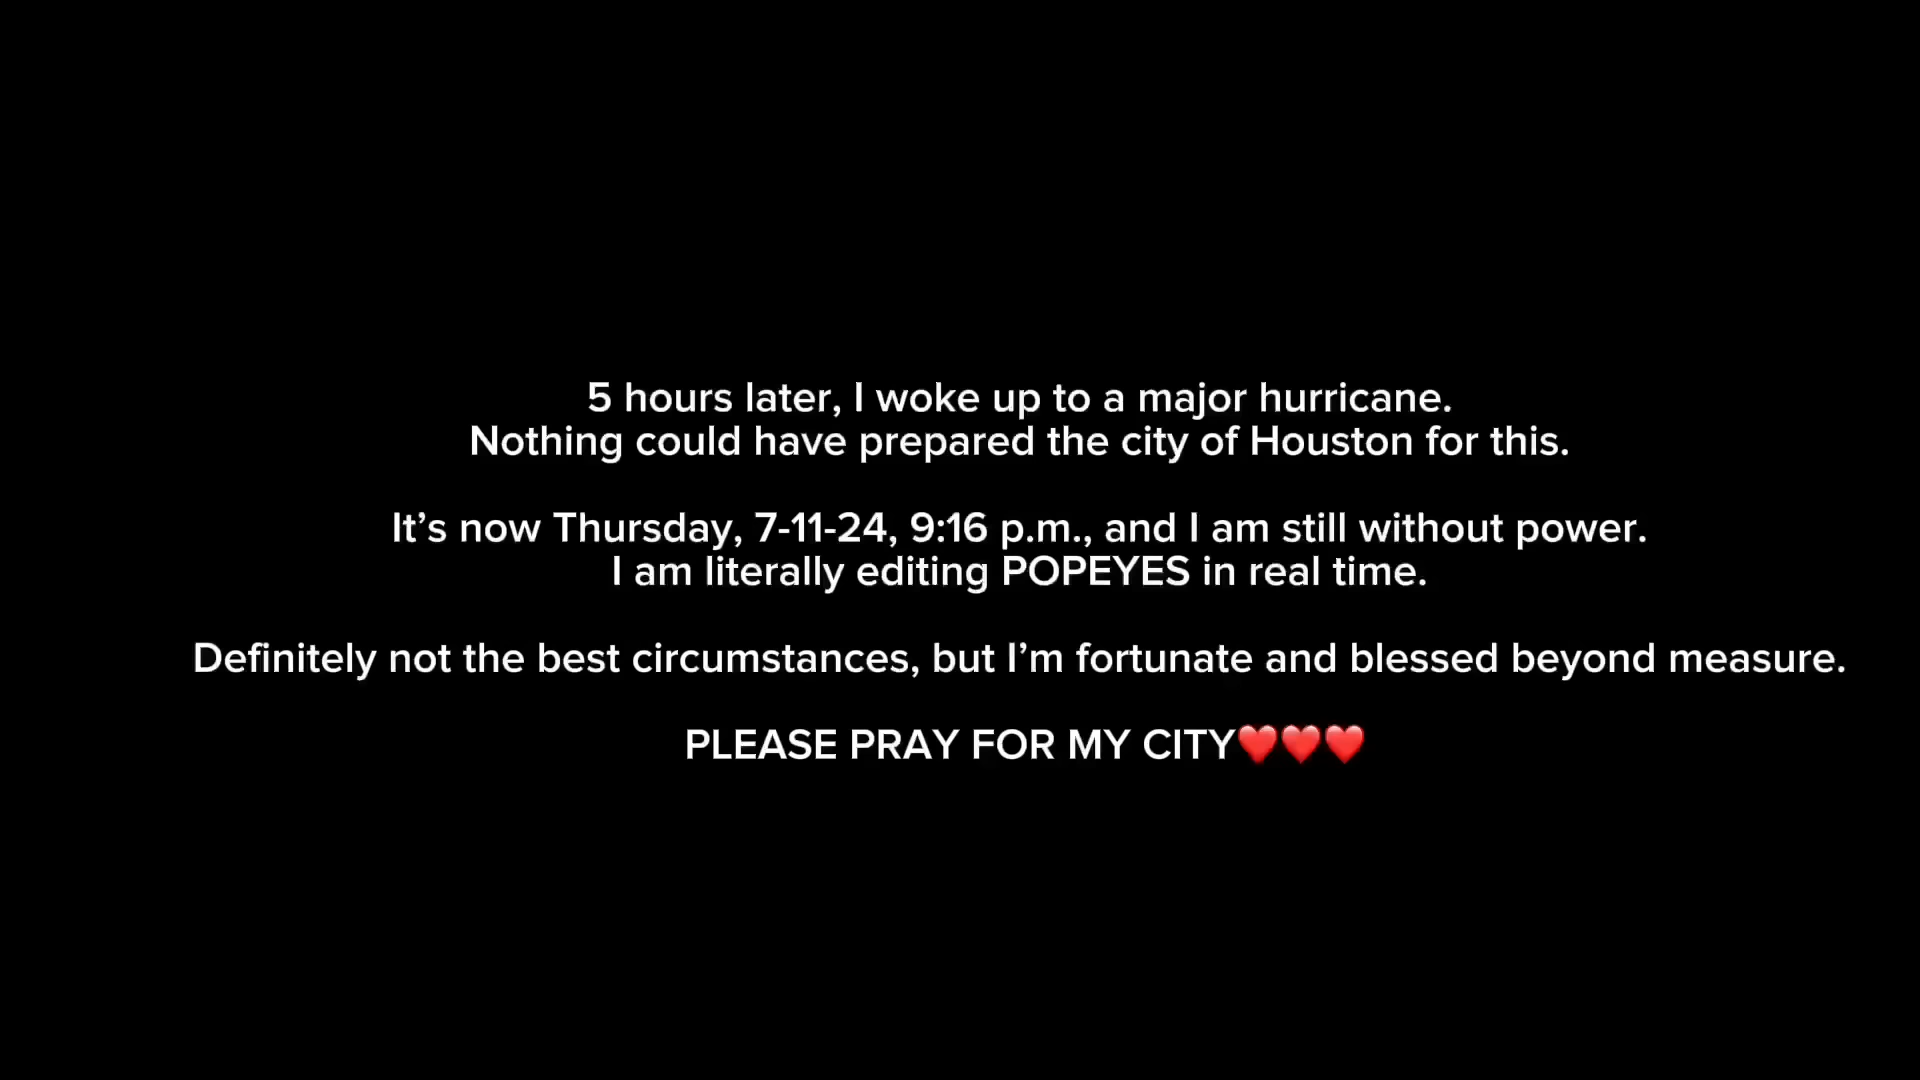 5 hours later, I woke up to a major hurricane.
Nothing could have prepared the city of Houston for this.
It’s now Thursday, 7-11-24, 9:16 p.m., and I am still without power.
I am literally editing POPEYES in real time.
Definitely not the best circumstances, but I’m fortunate and blessed beyond measure.
PLEASE PRAY FOR MY CITY❤️❤️❤️